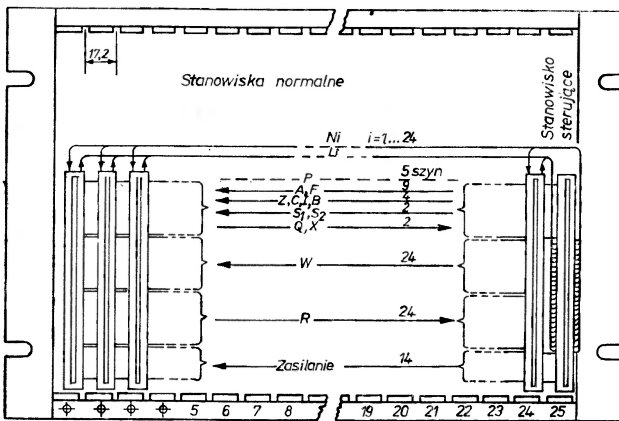 17,2
Stanowiska normalne
Stanowisko
sterujące
Ni i=1...24
Li
P 5 szyn
A,F 9
Z,C,I,B 4
S1,S2 2
Q,X 2
W 24
R 24
Zasilanie 14
5 6 7 8 19 20 21 22 23 24 25